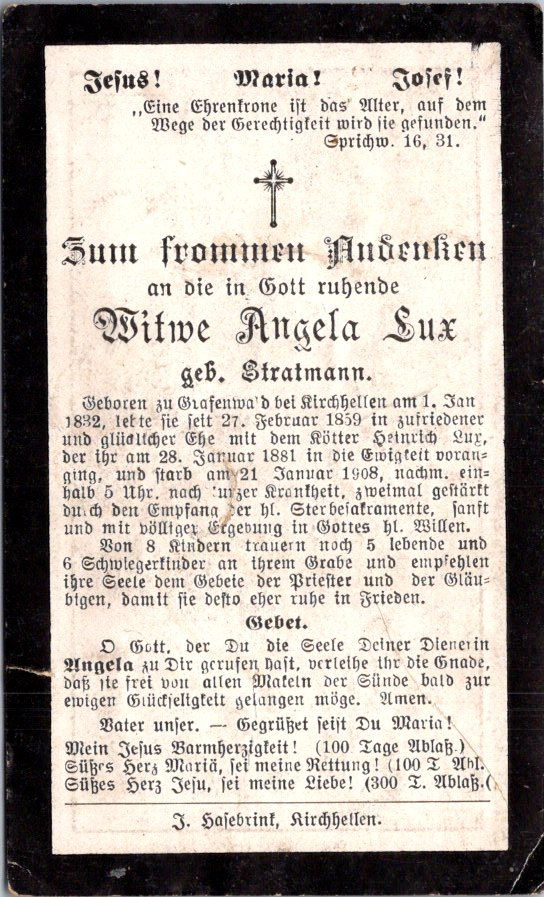 Jesus! Maria! Josef!
„Eine Ehrenkrone ist das Alter, auf dem
Wege der Gerechtigkeit wird sie gefunden.“
Sprichw. 16, 31.
Zum frommen Andenken
an die in Gott ruhende
Witwe Angela Lux
geb. Stratmann.
Geboren zu Grafenwa'd bei Kirchhellen am 1. Jan
1832, lebte sie seit 27. Februar 1859 in zufriedener
und glücklicher Ehe mit dem Kötter Heinrich Lux,
der ihr am 28. Januar 1881 in die Ewigkeit voran-
ging, und starb am 21 Januar 1908, nachm. ein-
halb 5 Uhr. nach kurzer Krankheit, zweimal gestärkt
durch den Empfang der hl. Sterbesakramente, sanft
und mit völliger Ergebung in Gottes hl. Willen.
Von 8 Kindern trauern noch 5 lebende und
6 Schwiegerkinder an ihrem Grabe und empfehlen
ihre Seele dem Gebete der Priester und der Gläu-
bigen, damit sie desto eher ruhe in Frieden.
Gebet.
O Gott, der Du die Seele Deiner Dienerin
Angela zu Dir gerufen hast, verleihe ihr die Gnade,
daß sie frei von allen Makeln der Sünde bald zur
ewigen Glückseligkeit gelangen möge. Amen.
Vater unser. — Gegrüßet seist Du Maria!
Mein Jesus Barmherzigkeit! (100 Tage Ablaß.)
Süßes Herz Mariä, sei meine Rettung! (100 T. Abl.
Süßes Herz Jesu, sei meine Liebe! (300 T. Ablaß.(
J. Hasebrink, Kirchhellen.